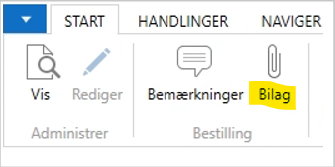 START HANDLINGER NAVIGER
Vis Rediger Bemærkninger Bilag
Administrer Bestilling